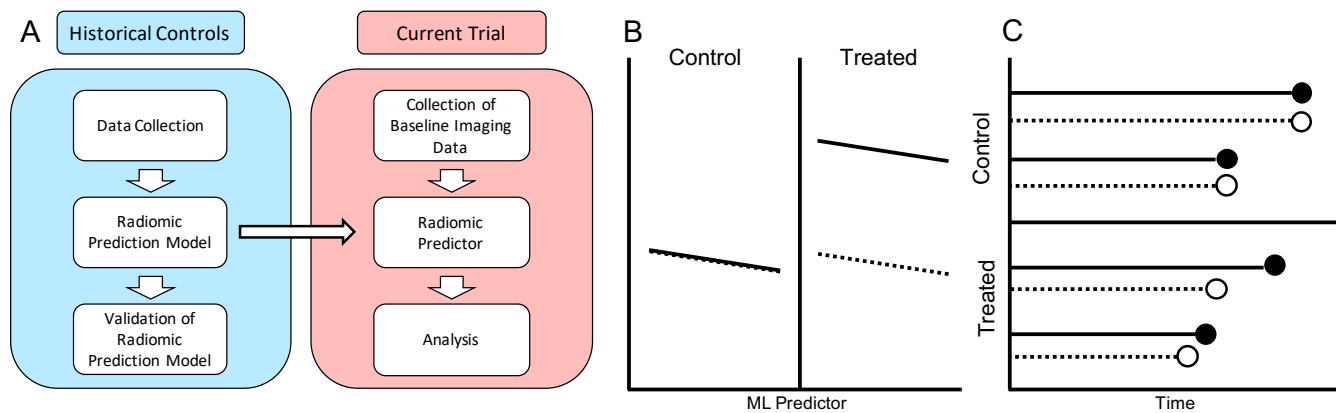 A
Historical Controls
Current Trial
Data Collection
Radiomic
Prediction Model
Validation of
Radiomic
Prediction Model
Collection of
Baseline Imaging
Data
Radiomic
Predictor
Analysis
B
Control
Treated
ML Predictor
C
Control
Treated
Time